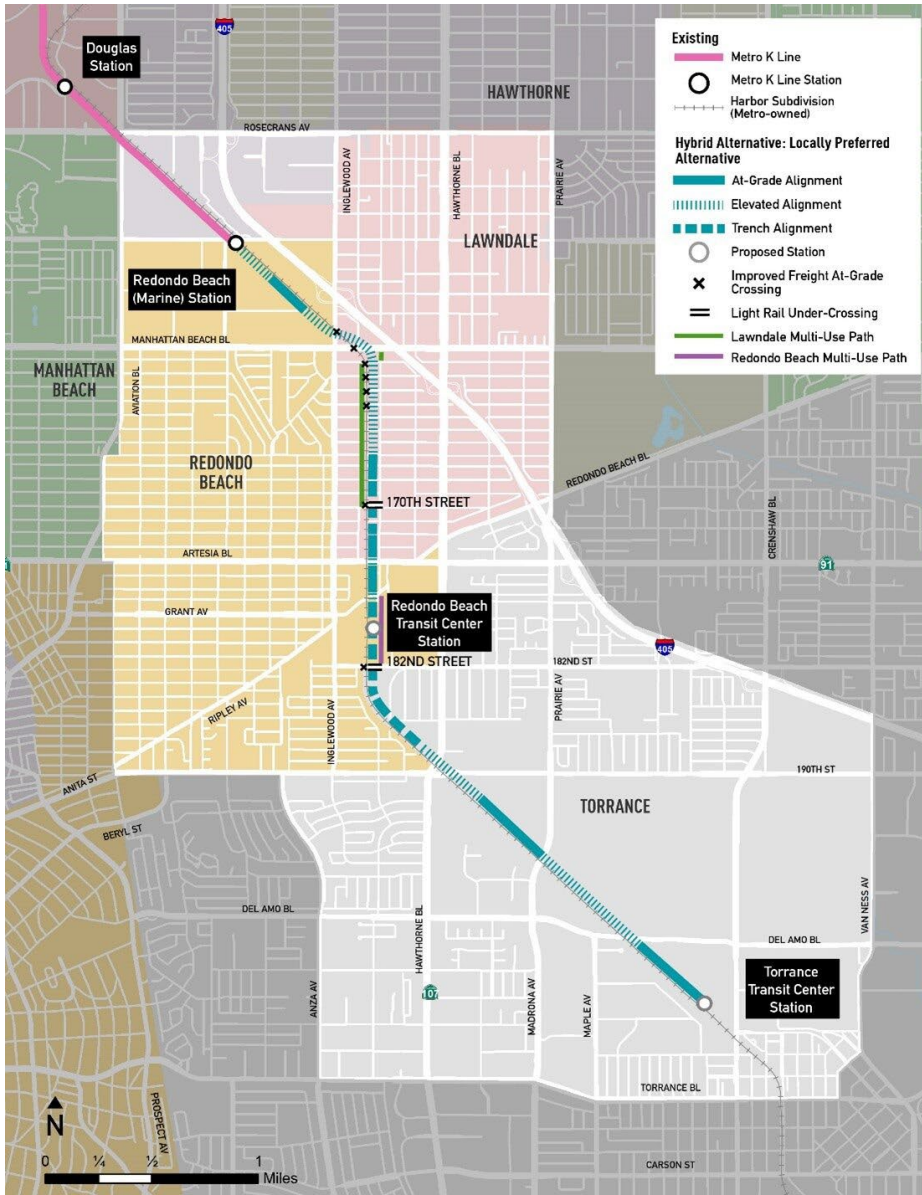 Douglas
Station
405
HAWTHORNE
ROSECRANS AV
INGLEWOOD AV
HAWTHORNE BL
PRAIRIE AV
LAWNDALE
Redondo Beach
(Marine) Station
MANHATTAN BEACH BL
MANHATTAN
BEACH
AVIATION BL
REDONDO
BEACH
REDONDO BEACH BL
CRENSHAW BL
170TH STREET
ARTESIA BL
91
GRANT AV
Redondo Beach
Transit Center
Station
405
182ND STREET
182ND ST
PRAIRIE AV
RIPLEY AV
INGLEWOOD AV
190TH ST
ANITA ST
TORRANCE
BERYL ST
VAN NESS AV
DEL AMO BL
HAWTHORNE BL
DEL AMO BL
ANZA AV
107
MADRONA AV
MAPLE AV
Torrance
Transit Center
Station
TORRANCE BL
PROSPECT AV
CARSON ST
N
0 ¼ ½ 1
Miles
Existing
Metro K Line
Metro K Line Station
Harbor Subdivision
(Metro-owned)
Hybrid Alternative: Locally Preferred
Alternative
At-Grade Alignment
Elevated Alignment
Trench Alignment
Proposed Station
Improved Freight At-Grade
Crossing
Light Rail Under-Crossing
Lawndale Multi-Use Path
Redondo Beach Multi-Use Path